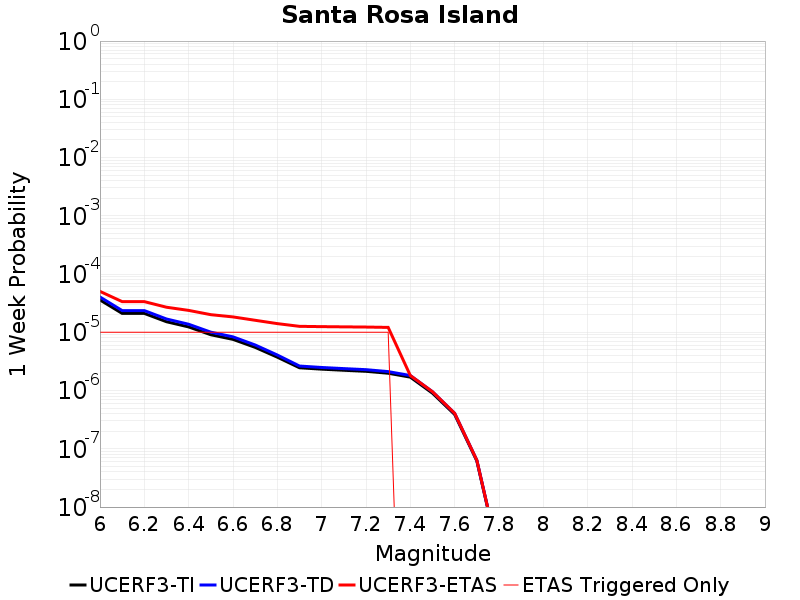 Santa Rosa Island
1 Week Probability
10^0
10^-1
10^-2
10^-3
10^-4
10^-5
10^-6
10^-7
10^-8
6 6.2 6.4 6.6 6.8 7 7.2 7.4 7.6 7.8 8 8.2 8.4 8.6 8.8 9
Magnitude
UCERF3-TI UCERF3-TD UCERF3-ETAS ETAS Triggered Only